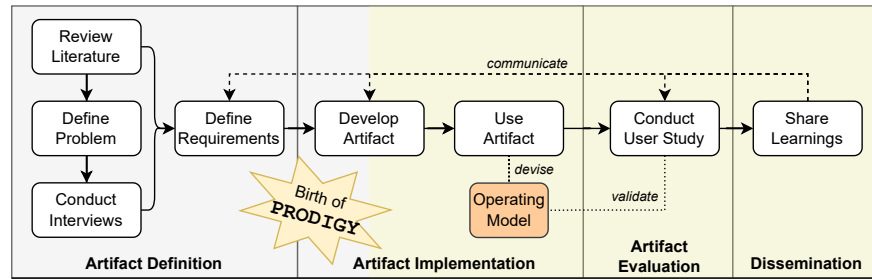 Review
Literature
Define
Problem
Conduct
Interviews
Define
Requirements
Develop
Artifact
Use
Artifact
Conduct
User Study
Share
Learnings
communicate
devise
validate
Operating
Model
Birth of
PRODIGY
Artifact Definition
Artifact Implementation
Artifact
Evaluation
Dissemination